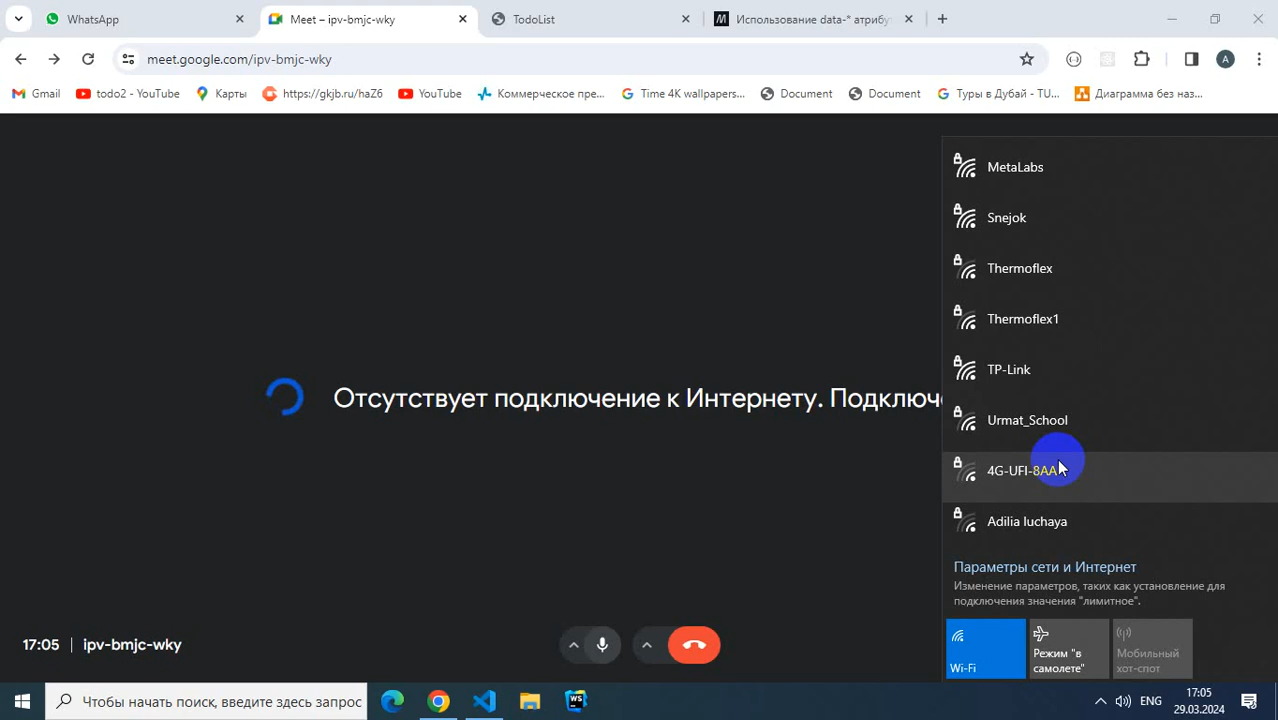 WhatsApp
Meet – ipv-bmjc-wky
TodoList
Использование data-* атрибу
meet.google.com/ipv-bmjc-wky
A
Gmail
todo2 - YouTube
Карты
https://gkjb.ru/haZ6
YouTube
Коммерческое пре...
Time 4K wallpapers...
Document
Document
Туры в Дубай - TU...
Диаграмма без наз...
MetaLabs
Snejok
Thermoflex
Thermoflex1
TP-Link
Отсутствует подключение к Интернету. Подключ
Urmat_School
4G-UFI-8AA
Adilia luchaya
Параметры сети и Интернет
Изменение параметров, таких как установление для
подключения значения "лимитное".
Wi-Fi
Режим "в
самолете"
Мобильный
хот-спот
17:05 | ipv-bmjc-wky
Чтобы начать поиск, введите здесь запрос
WS
ENG
17:05
29.03.2024